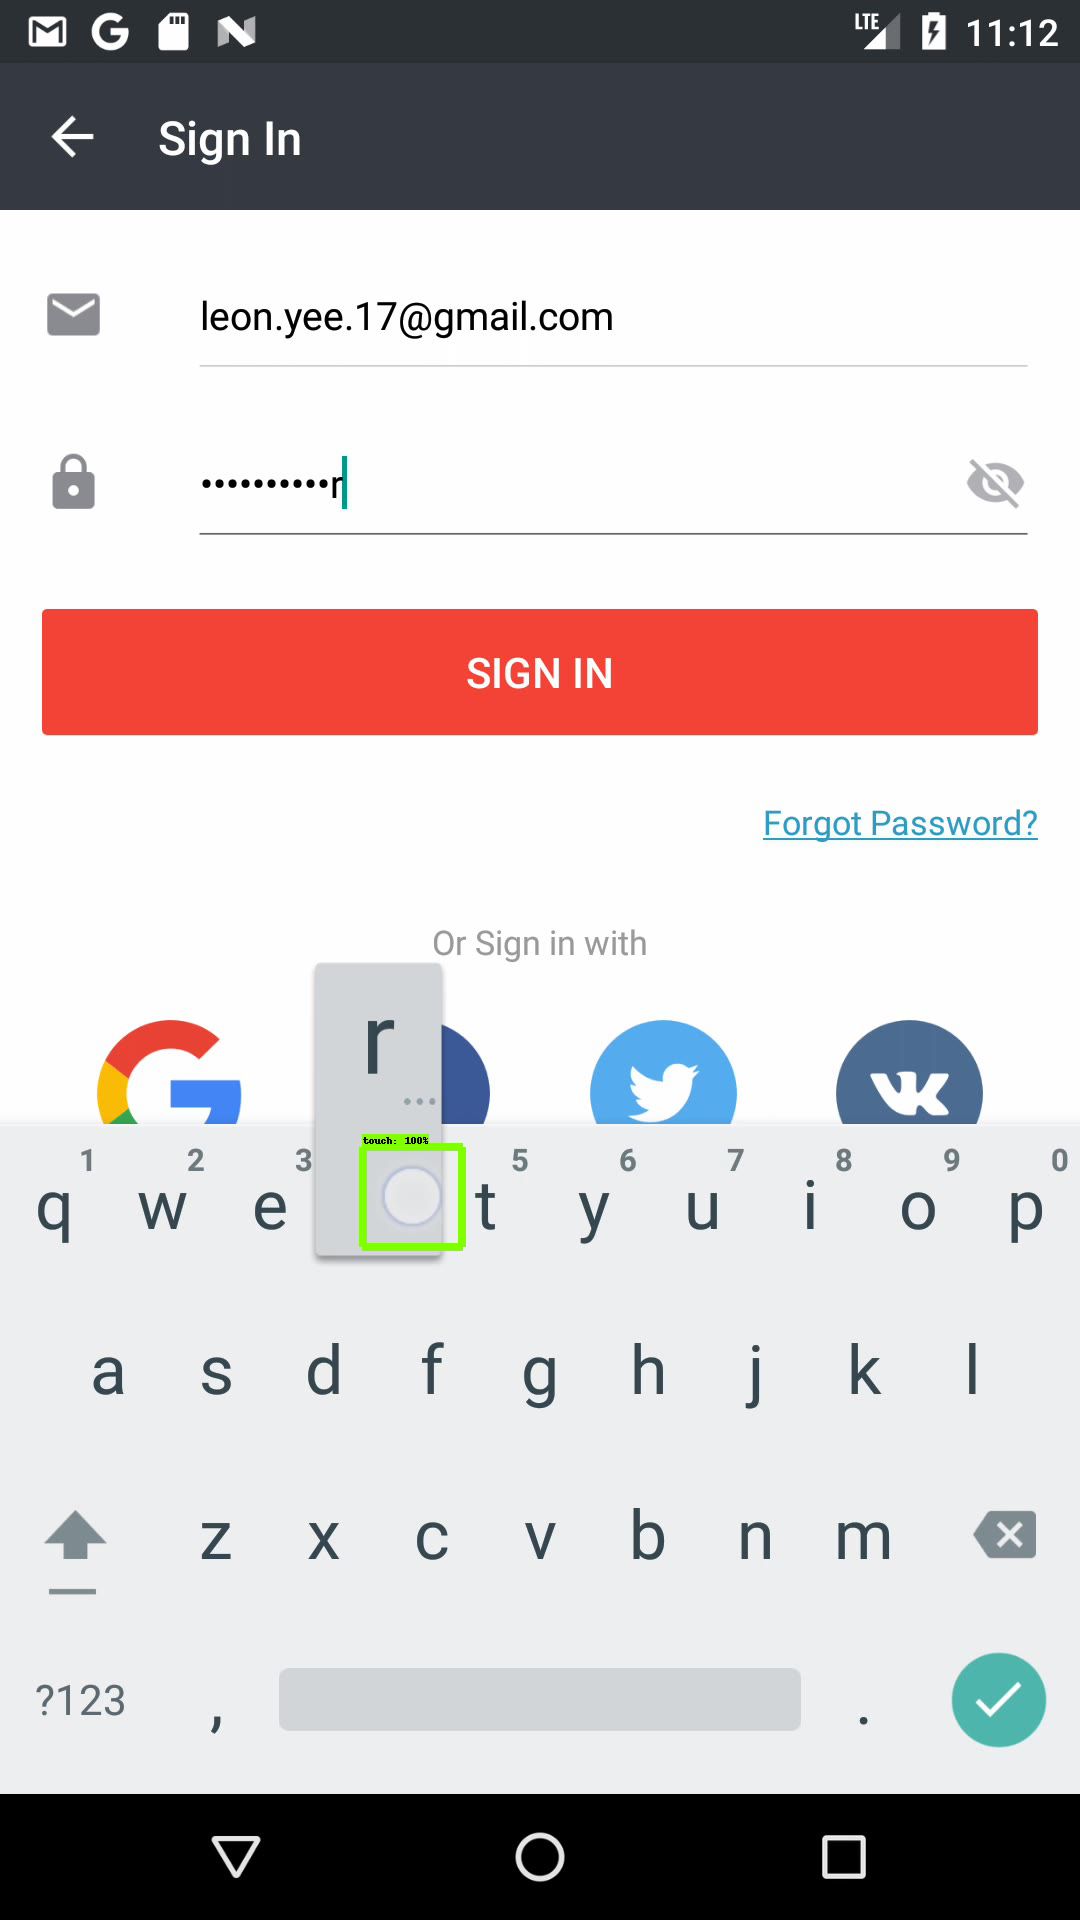 LTE 11:12
Sign In
leon.yee.17@gmail.com
••••••••••r
SIGN IN
Forgot Password?
Or Sign in with
r
...
touch: 100%
1 2 3 5 6 7 8 9 0
q w e t y u i o p
a s d f g h j k l
z x c v b n m
?123 , .